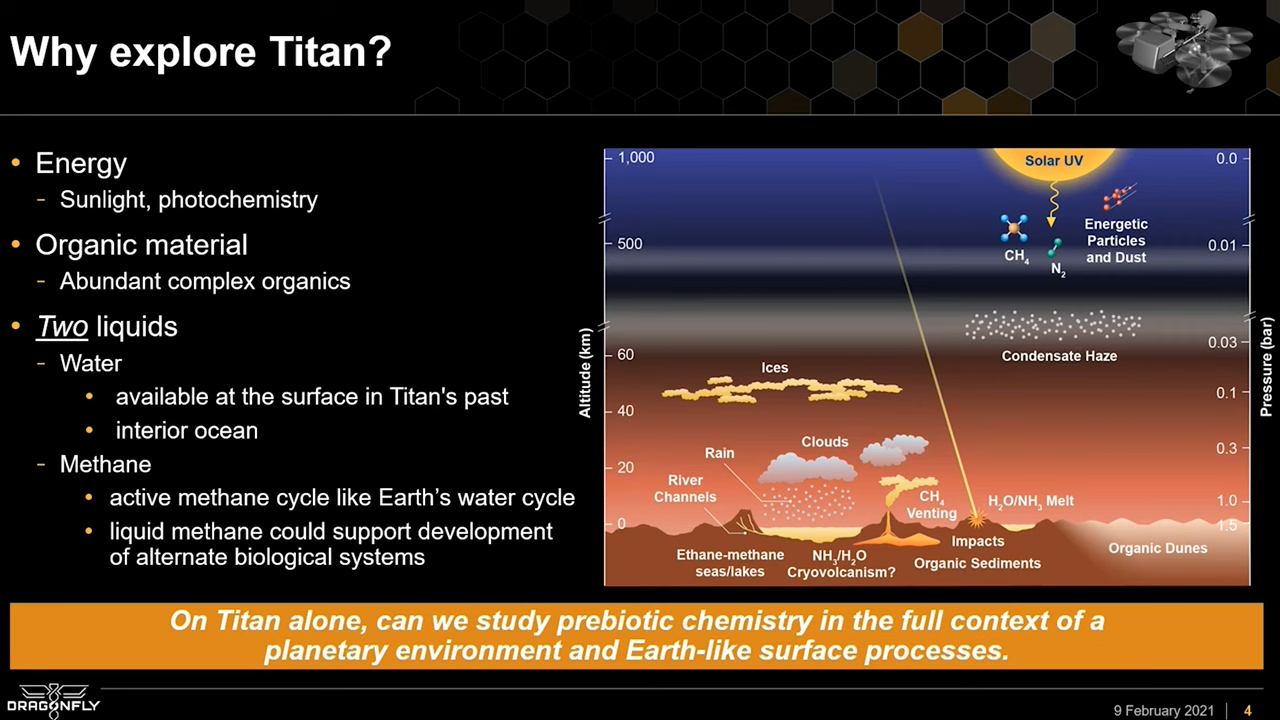 Why explore Titan?
• Energy
- Sunlight, photochemistry
• Organic material
- Abundant complex organics
• Two liquids
- Water
• available at the surface in Titan's past
• interior ocean
- Methane
• active methane cycle like Earth’s water cycle
• liquid methane could support development
of alternate biological systems
Altitude (km)
1,000
500
60
40
20
0
Solar UV
Energetic
Particles
and Dust
CH₄
N₂
Condensate Haze
Ices
Clouds
Rain
River
Channels
CH₄
Venting
H₂O/NH₃ Melt
Impacts
Organic Dunes
Ethane-methane
seas/lakes
NH₃/H₂O
Cryovolcanism?
Organic Sediments
0.0
0.01
0.03
0.1
0.3
1.0
1.5
Pressure (bar)
On Titan alone, can we study prebiotic chemistry in the full context of a
planetary environment and Earth-like surface processes.
DRAGONFLY
9 February 2021 | 4